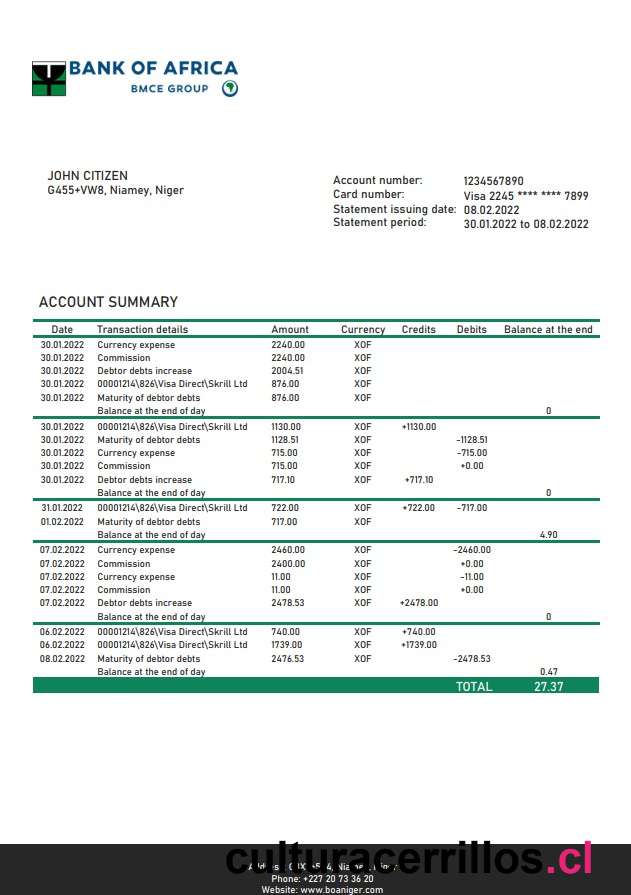 BANK OF AFRICA
BMCE GROUP
JOHN CITIZEN
G455+VW8, Niamey, Niger
Account number: 1234567890
Card number: Visa 2245 **** **** 7899
Statement issuing date: 08.02.2022
Statement period: 30.01.2022 to 08.02.2022
ACCOUNT SUMMARY
Date Transaction details Amount Currency Credits Debits Balance at the end
30.01.2022 Currency expense 2240.00 XOF
30.01.2022 Commission 2240.00 XOF
30.01.2022 Debtor debts increase 2004.51 XOF
30.01.2022 00001214\826\Visa Direct\Skrill Ltd 876.00 XOF
30.01.2022 Maturity of debtor debts 876.00 XOF
Balance at the end of day 0
30.01.2022 00001214\826\Visa Direct\Skrill Ltd 1130.00 XOF +1130.00
30.01.2022 Maturity of debtor debts 1128.51 XOF -1128.51
30.01.2022 Currency expense 715.00 XOF -715.00
30.01.2022 Commission 715.00 XOF +0.00
30.01.2022 Debtor debts increase 717.10 XOF +717.10
Balance at the end of day 0
31.01.2022 00001214\826\Visa Direct\Skrill Ltd 722.00 XOF +722.00 -717.00
01.02.2022 Maturity of debtor debts 717.00 XOF
Balance at the end of day 4.90
07.02.2022 Currency expense 2460.00 XOF -2460.00
07.02.2022 Commission 2400.00 XOF +0.00
07.02.2022 Currency expense 11.00 XOF -11.00
07.02.2022 Commission 11.00 XOF +0.00
07.02.2022 Debtor debts increase 2478.53 XOF +2478.00
Balance at the end of day 0
06.02.2022 00001214\826\Visa Direct\Skrill Ltd 740.00 XOF +740.00
06.02.2022 00001214\826\Visa Direct\Skrill Ltd 1739.00 XOF +1739.00
08.02.2022 Maturity of debtor debts 2476.53 XOF -2478.53
Balance at the end of day 0.47
TOTAL 27.37
culturacerrillos.cl
Phone: +227 20 73 36 20
Website: www.boaniger.com